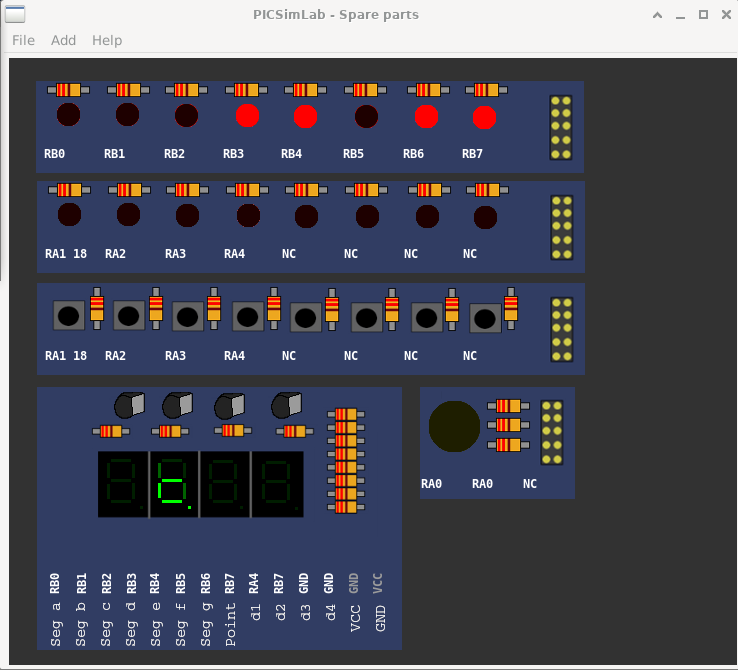 PICSimLab - Spare parts
File Add Help
RB0 RB1 RB2 RB3 RB4 RB5 RB6 RB7
RA1 18 RA2 RA3 RA4 NC NC NC NC
RA1 18 RA2 RA3 RA4 NC NC NC NC
RA0 RA0 NC
Seg a RB0
Seg b RB1
Seg c RB2
Seg d RB3
Seg e RB4
Seg f RB5
Seg g RB6
Point RB7
d1 RA4
d2 RB7
d3 GND
d4 GND
VCC GND
GND VCC